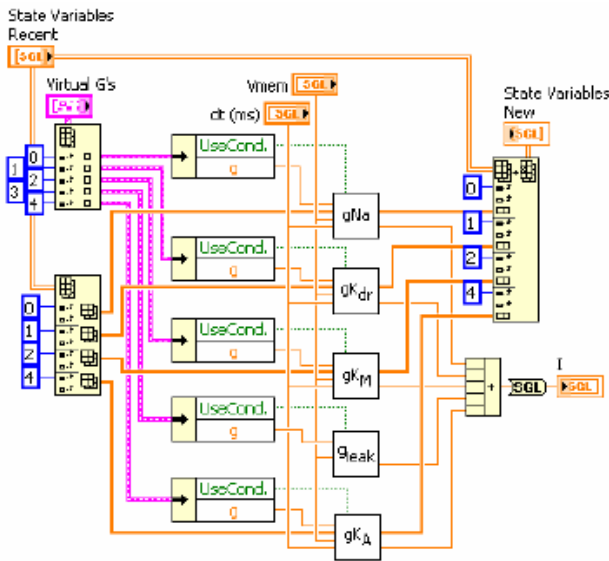 State Variables
Recent
[SGL]
Virtual G's
Vmem
SGL
dt (ms)
SGL
State Variables
New
[SGL]
0
1
2
3
4
UseCond.
g
gNa
0
1
2
4
UseCond.
g
gKdr
0
1
2
4
UseCond.
g
gKM
UseCond.
g
gleak
UseCond.
g
gKA
+
SGL
I
SGL